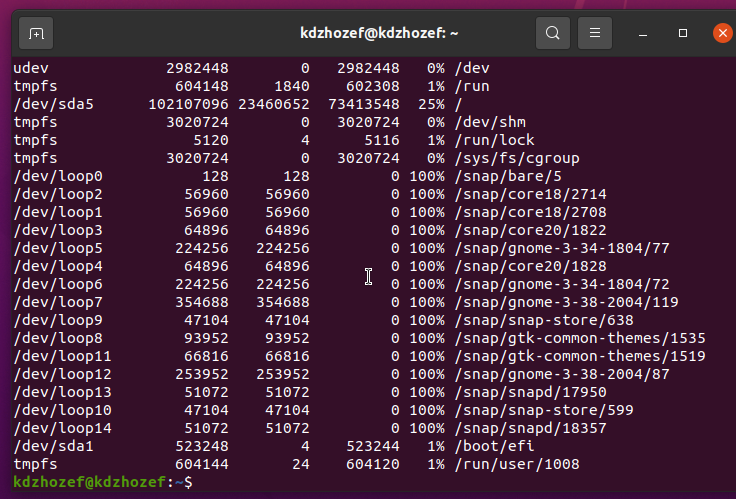 kdzhozef@kdzhozef: ~
udev 2982448 0 2982448 0% /dev
tmpfs 604148 1840 602308 1% /run
/dev/sda5 102107096 23460652 73413548 25% /
tmpfs 3020724 0 3020724 0% /dev/shm
tmpfs 5120 4 5116 1% /run/lock
tmpfs 3020724 0 3020724 0% /sys/fs/cgroup
/dev/loop0 128 128 0 100% /snap/bare/5
/dev/loop2 56960 56960 0 100% /snap/core18/2714
/dev/loop1 56960 56960 0 100% /snap/core18/2708
/dev/loop3 64896 64896 0 100% /snap/core20/1822
/dev/loop5 224256 224256 0 100% /snap/gnome-3-34-1804/77
/dev/loop4 64896 64896 0 100% /snap/core20/1828
/dev/loop6 224256 224256 0 100% /snap/gnome-3-34-1804/72
/dev/loop7 354688 354688 0 100% /snap/gnome-3-38-2004/119
/dev/loop9 47104 47104 0 100% /snap/snap-store/638
/dev/loop8 93952 93952 0 100% /snap/gtk-common-themes/1535
/dev/loop11 66816 66816 0 100% /snap/gtk-common-themes/1519
/dev/loop12 253952 253952 0 100% /snap/gnome-3-38-2004/87
/dev/loop13 51072 51072 0 100% /snap/snapd/17950
/dev/loop10 47104 47104 0 100% /snap/snap-store/599
/dev/loop14 51072 51072 0 100% /snap/snapd/18357
/dev/sda1 523248 4 523244 1% /boot/efi
tmpfs 604144 24 604120 1% /run/user/1008
kdzhozef@kdzhozef:~$